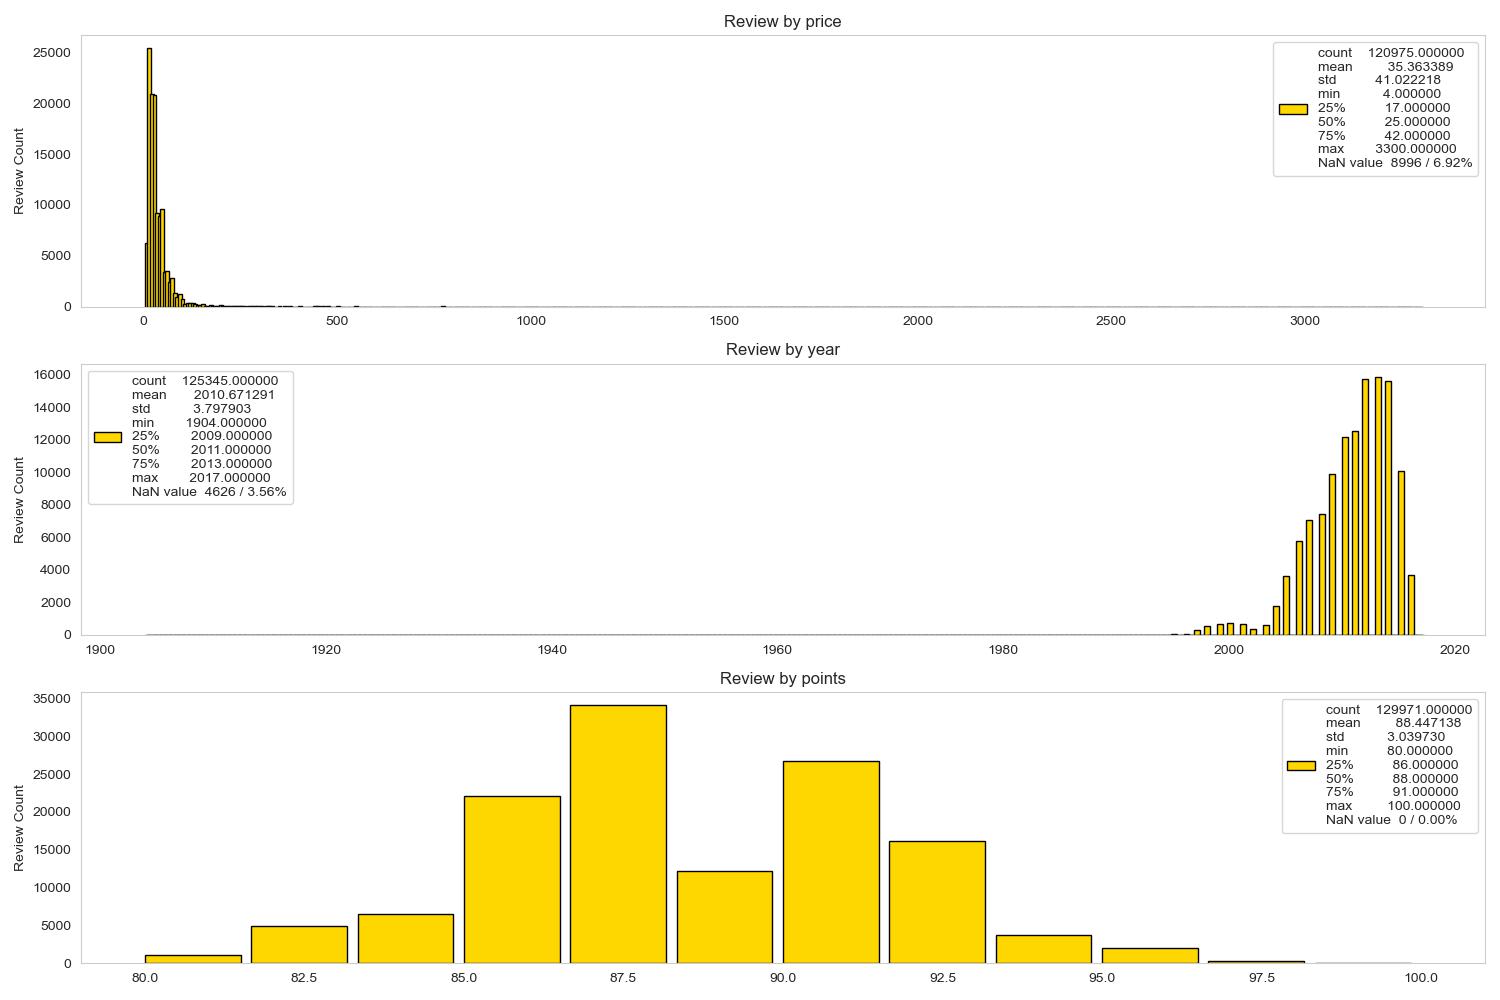 Review by price
Review Count
25000
20000
15000
10000
5000
0
count 120975.000000
mean 35.363389
std 41.022218
min 4.000000
25% 17.000000
50% 25.000000
75% 42.000000
max 3300.000000
NaN value 8996 / 6.92%
0 500 1000 1500 2000 2500 3000
Review by year
Review Count
16000
14000
12000
10000
8000
6000
4000
2000
0
count 125345.000000
mean 2010.671291
std 3.797903
min 1904.000000
25% 2009.000000
50% 2011.000000
75% 2013.000000
max 2017.000000
NaN value 4626 / 3.56%
1900 1920 1940 1960 1980 2000 2020
Review by points
Review Count
35000
30000
25000
20000
15000
10000
5000
0
count 129971.000000
mean 88.447138
std 3.039730
min 80.000000
25% 86.000000
50% 88.000000
75% 91.000000
max 100.000000
NaN value 0 / 0.00%
80.0 82.5 85.0 87.5 90.0 92.5 95.0 97.5 100.0